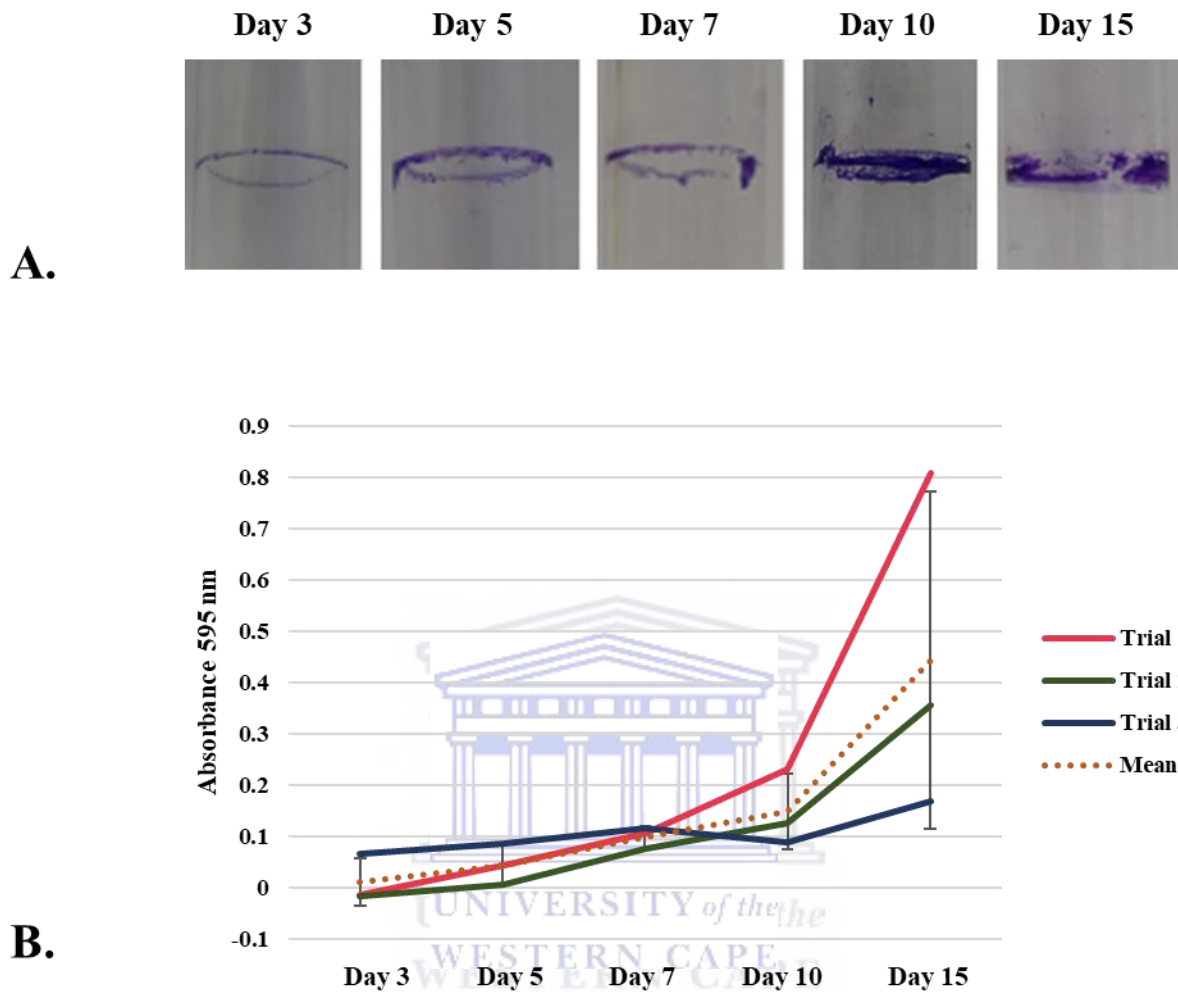 Day 3 Day 5 Day 7 Day 10 Day 15
A.
0.9
0.8
0.7
0.6
0.5
0.4
0.3
0.2
0.1
0
-0.1
Absorbance 595 nm
Trial
Trial
Trial
Mean
UNIVERSITY of the
WESTERN CAPE
B.
Day 3 Day 5 Day 7 Day 10 Day 15